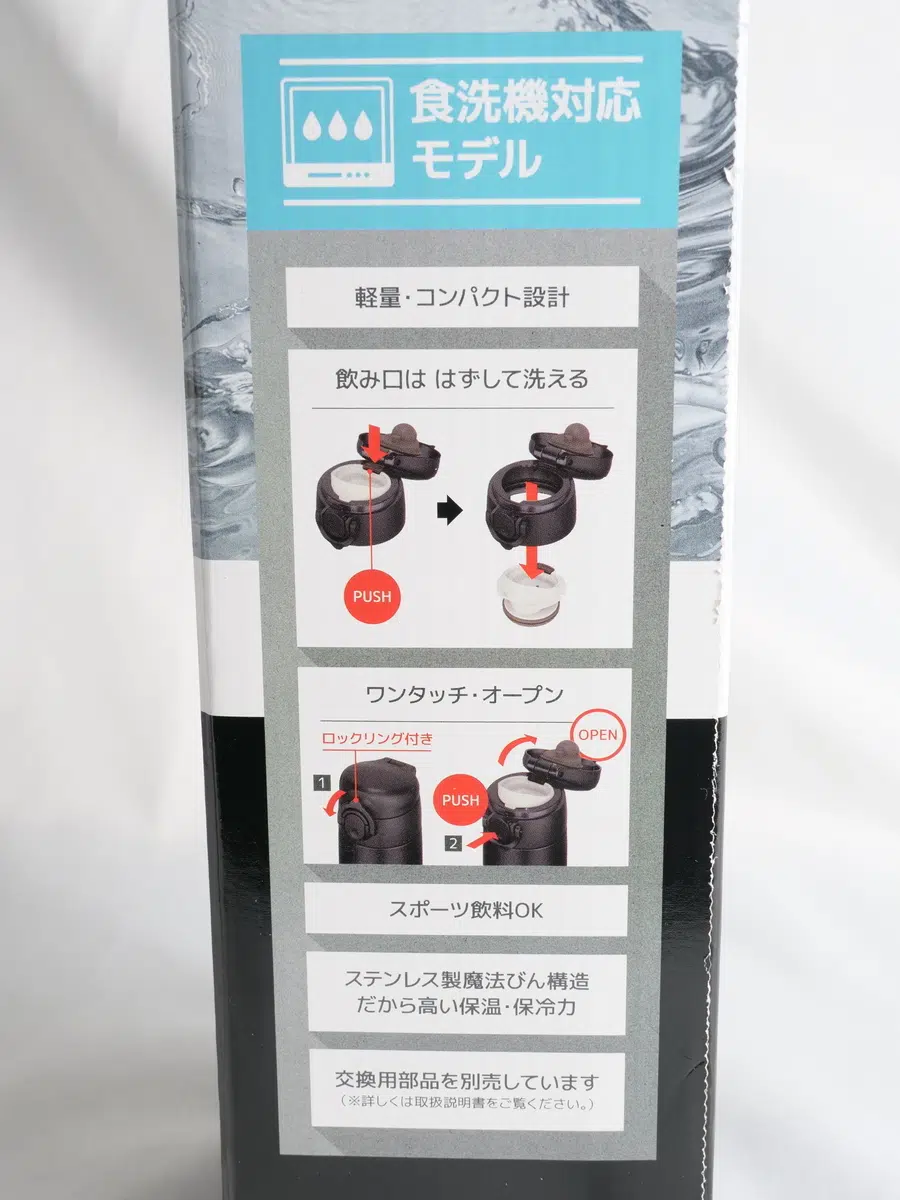 食洗機対応
モデル
軽量・コンパクト設計
飲み口は はずして洗える
PUSH
ワンタッチ・オープン
ロックリング付き
OPEN
1
PUSH
2
スポーツ飲料OK
ステンレス製魔法びん構造
だから高い保温・保冷力
交換用部品を別売しています
（※詳しくは取扱説明書をご覧ください。）